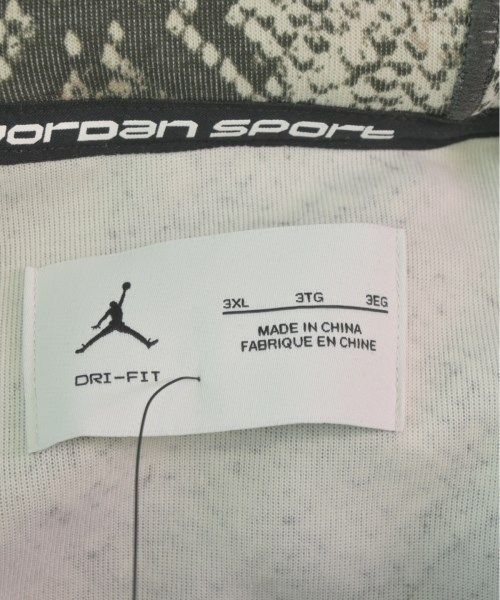 Jordan sport
3XL 3TG 3EG
MADE IN CHINA
FABRIQUE EN CHINE
DRI-FIT